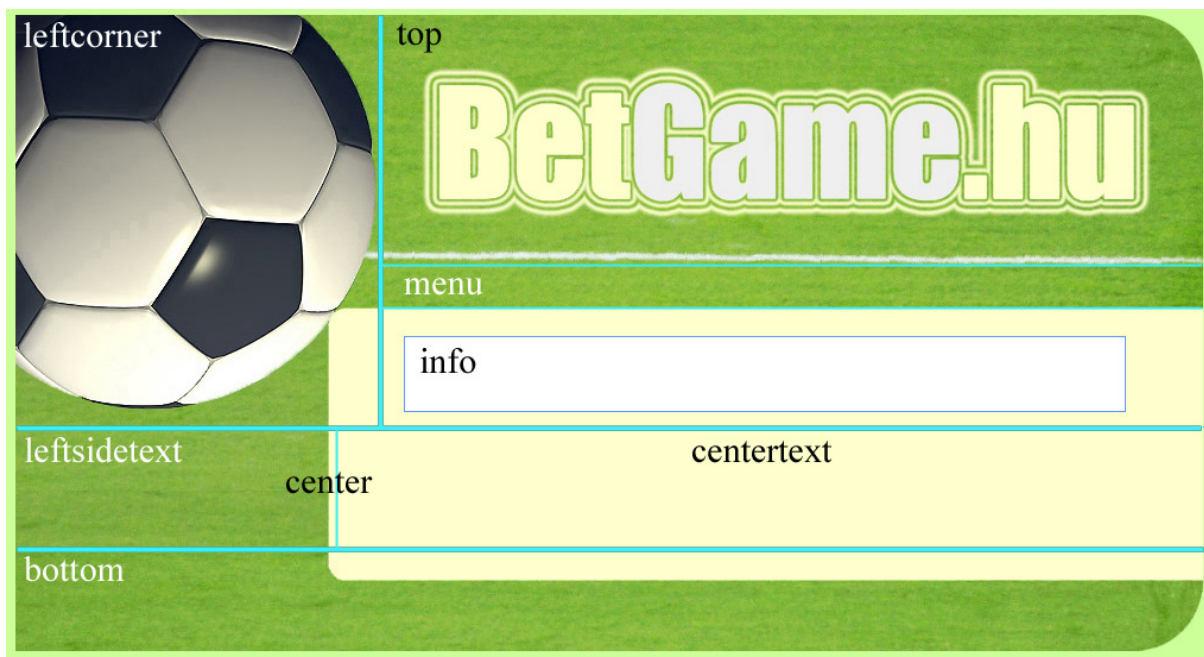 leftcorner
top
BetGame.hu
menu
info
leftsidetext
centertext
center
bottom